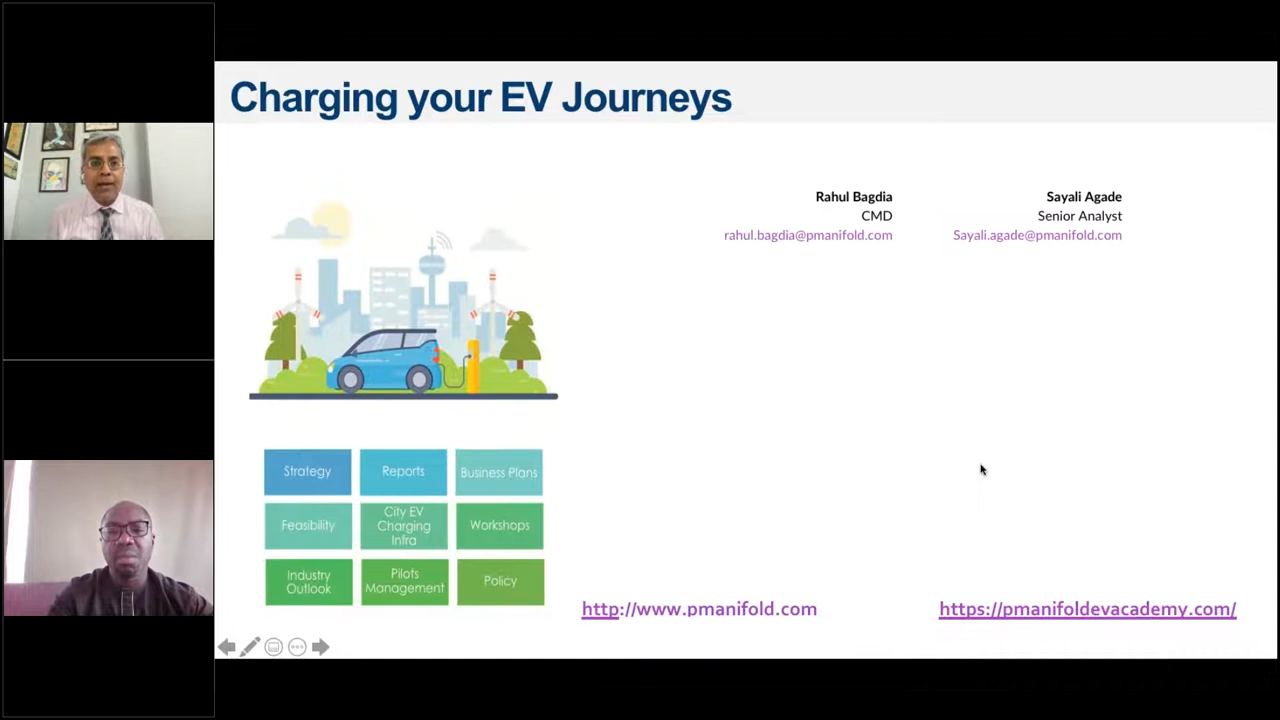 Charging your EV Journeys
Rahul Bagdia
CMD
rahul.bagdia@pmanifold.com
Sayali Agade
Senior Analyst
Sayali.agade@pmanifold.com
Strategy
Reports
Business Plans
Feasibility
City EV
Charging
Infra
Workshops
Industry
Outlook
Pilots
Management
Policy
http://www.pmanifold.com
https://pmanifoldevacademy.com/